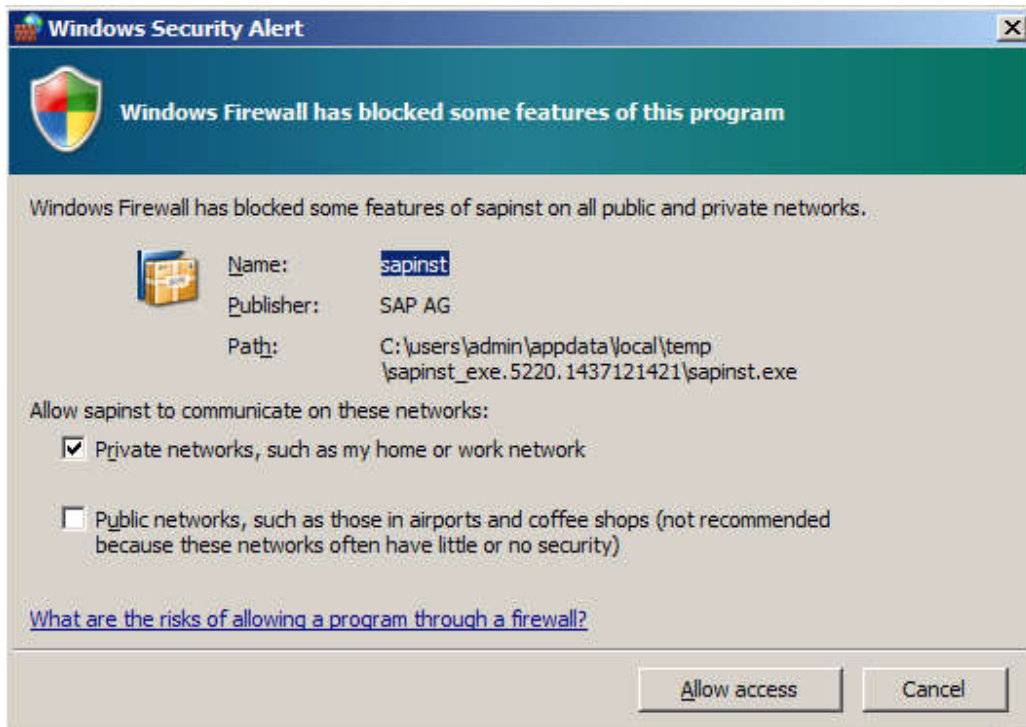 Windows Security Alert
Windows Firewall has blocked some features of this program
Windows Firewall has blocked some features of sapinst on all public and private networks.
Name: sapinst
Publisher: SAP AG
Path: C:\users\admin\appdata\local\temp
\sapinst_exe.5220.1437121421\sapinst.exe
Allow sapinst to communicate on these networks:
Private networks, such as my home or work network
Public networks, such as those in airports and coffee shops (not recommended
because these networks often have little or no security)
What are the risks of allowing a program through a firewall?
Allow access Cancel